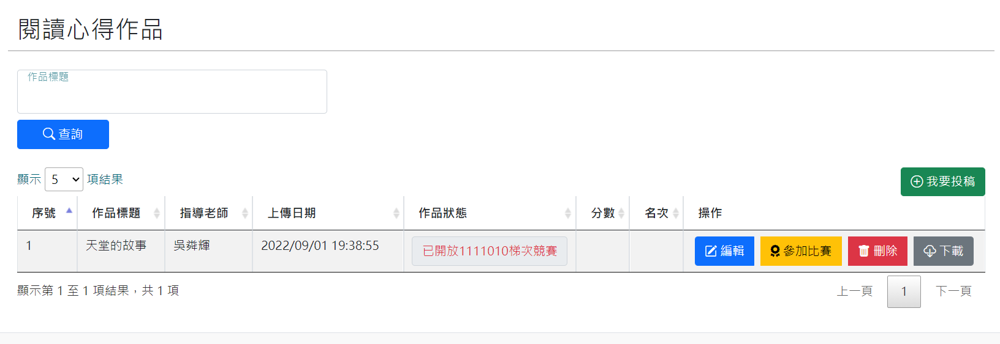 閱讀心得作品
作品標題
查詢
顯示 5 項結果
我要投稿
序號 作品標題 指導老師 上傳日期 作品狀態 分數 名次 操作
1 天堂的故事 吳粦輝 2022/09/01 19:38:55 已開放1111010梯次競賽 編輯 參加比賽 刪除 下載
顯示第 1 至 1 項結果，共 1 項
上一頁 1 下一頁